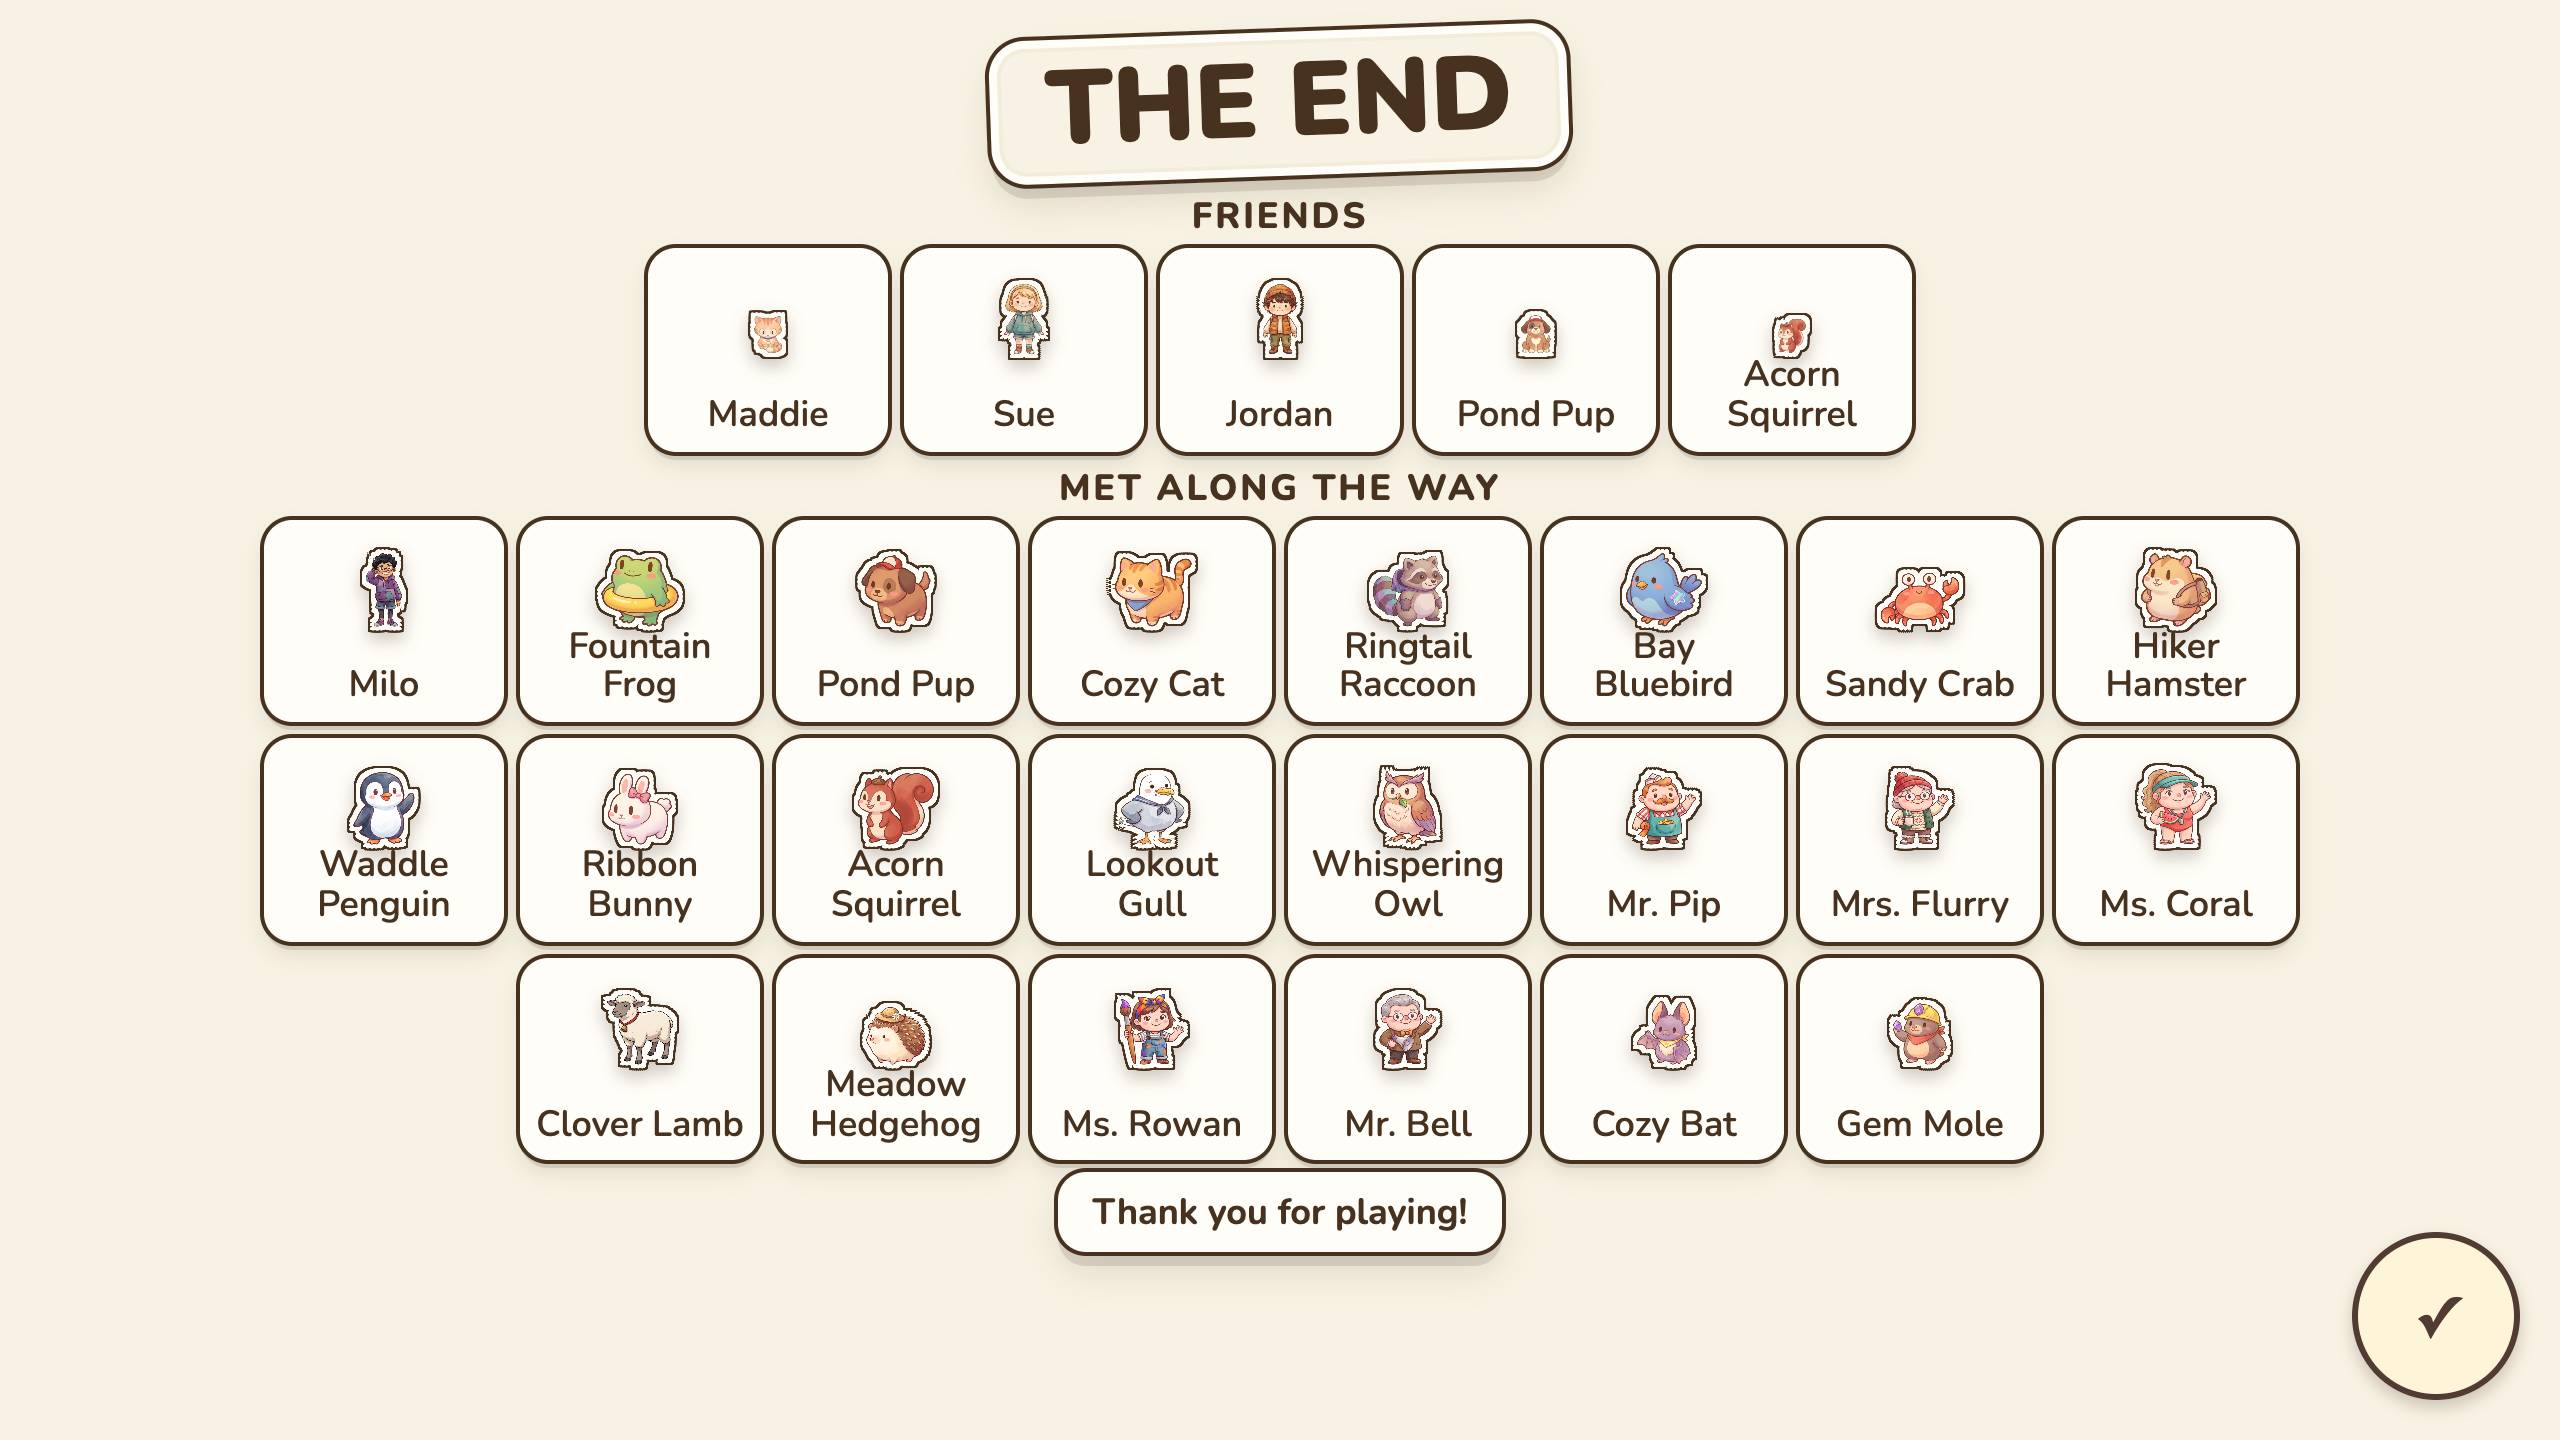 THE END
FRIENDS
Maddie
Sue
Jordan
Pond Pup
Acorn
Squirrel
MET ALONG THE WAY
Milo
Fountain
Frog
Pond Pup
Cozy Cat
Ringtail
Raccoon
Bay
Bluebird
Sandy Crab
Hiker
Hamster
Waddle
Penguin
Ribbon
Bunny
Acorn
Squirrel
Lookout
Gull
Whispering
Owl
Mr. Pip
Mrs. Flurry
Ms. Coral
Clover Lamb
Meadow
Hedgehog
Ms. Rowan
Mr. Bell
Cozy Bat
Gem Mole
Thank you for playing!